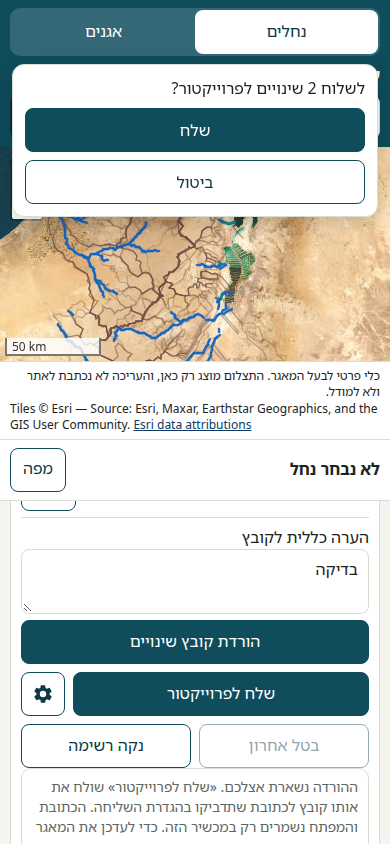 נחלים
אגנים
לשלוח 2 שינויים לפרוייקטור?
שלח
ביטול
50 km
כלי פרטי לבעל המאגר. התצלום מוצג רק כאן, והעריכה לא נכתבת לאתר
ולא למודל.
Tiles © Esri — Source: Esri, Maxar, Earthstar Geographics, and the
GIS User Community. Esri data attributions
לא נבחר נחל
מפה
הערה כללית לקובץ
בדיקה
הורדת קובץ שינויים
שלח לפרוייקטור
בטל אחרון
נקה רשימה
ההורדה נשארת אצלכם. «שלח לפרוייקטור» שולח את
אותו קובץ לכתובת שתדביקו בהגדרת השליחה. הכתובת
והמפתח נשמרים רק במכשיר הזה. כדי לעדכן את המאגר